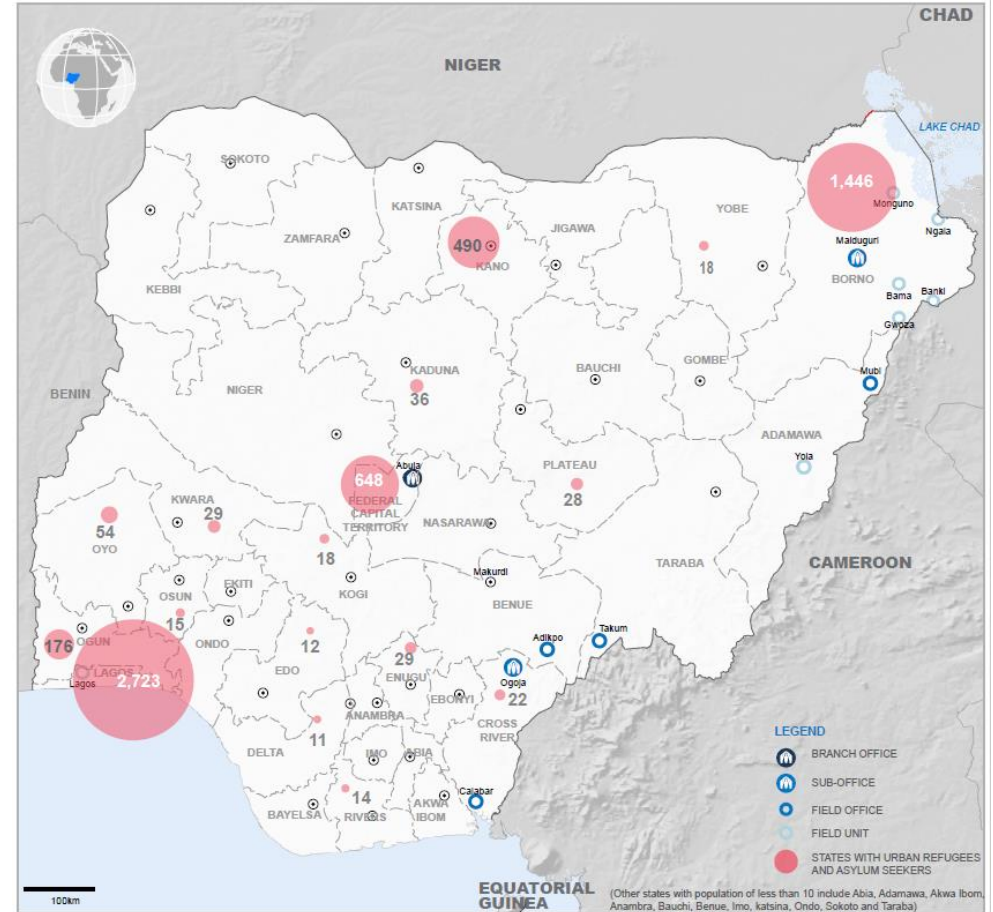 CHAD
NIGER
LAKE CHAD
SOKOTO
KATSINA
1,446
Monguno
YOBE
ZAMFARA
JIGAWA
Ngala
490
KANO
Maiduguri
18
BORNO
KEBBI
Bama
Banki
Gwoza
GOMBE
BAUCHI
KADUNA
Mubi
NIGER
36
BENIN
ADAMAWA
Abuja
PLATEAU
Yola
648
28
KWARA
FEDERAL
CAPITAL
TERRITORY
29
NASARAWA
54
OYO
18
TARABA
CAMEROON
Makurdi
EKITI
OSUN
KOGI
BENUE
15
Takum
Adikpo
176
OGUN
ONDO
12
29
EDO
ENUGU
LAGOS
Lagos
2,723
Ogoja
22
EBONYI
ANAMBRA
CROSS
RIVER
LEGEND
11
DELTA
IMO
ABIA
BRANCH OFFICE
SUB-OFFICE
14
Calabar
AKWA
IBOM
BAYELSA
RIVERS
FIELD OFFICE
FIELD UNIT
STATES WITH URBAN REFUGEES
AND ASYLUM SEEKERS
EQUATORIAL
GUINEA
(Other states with population of less than 10 include Abia, Adamawa, Akwa Ibom,
Anambra, Bauchi, Benue, Imo, katsina, Ondo, Sokoto and Taraba)
100km